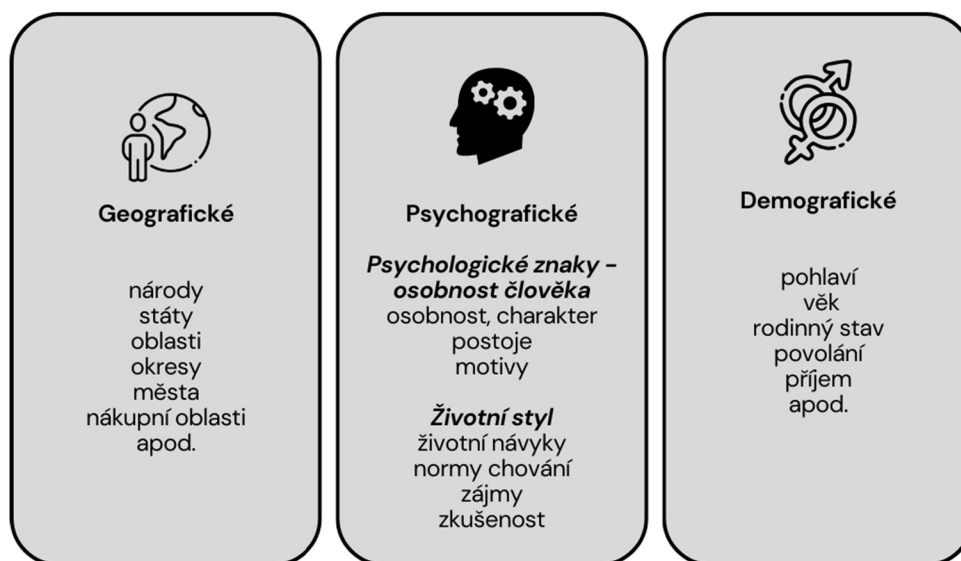 Geografické
národy
státy
oblasti
okresy
města
nákupní oblasti
apod.
Psychografické
Psychologické znaky –
osobnost člověka
osobnost, charakter
postoje
motivy
Životní styl
životní návyky
normy chování
zájmy
zkušenost
Demografické
pohlaví
věk
rodinný stav
povolání
příjem
apod.